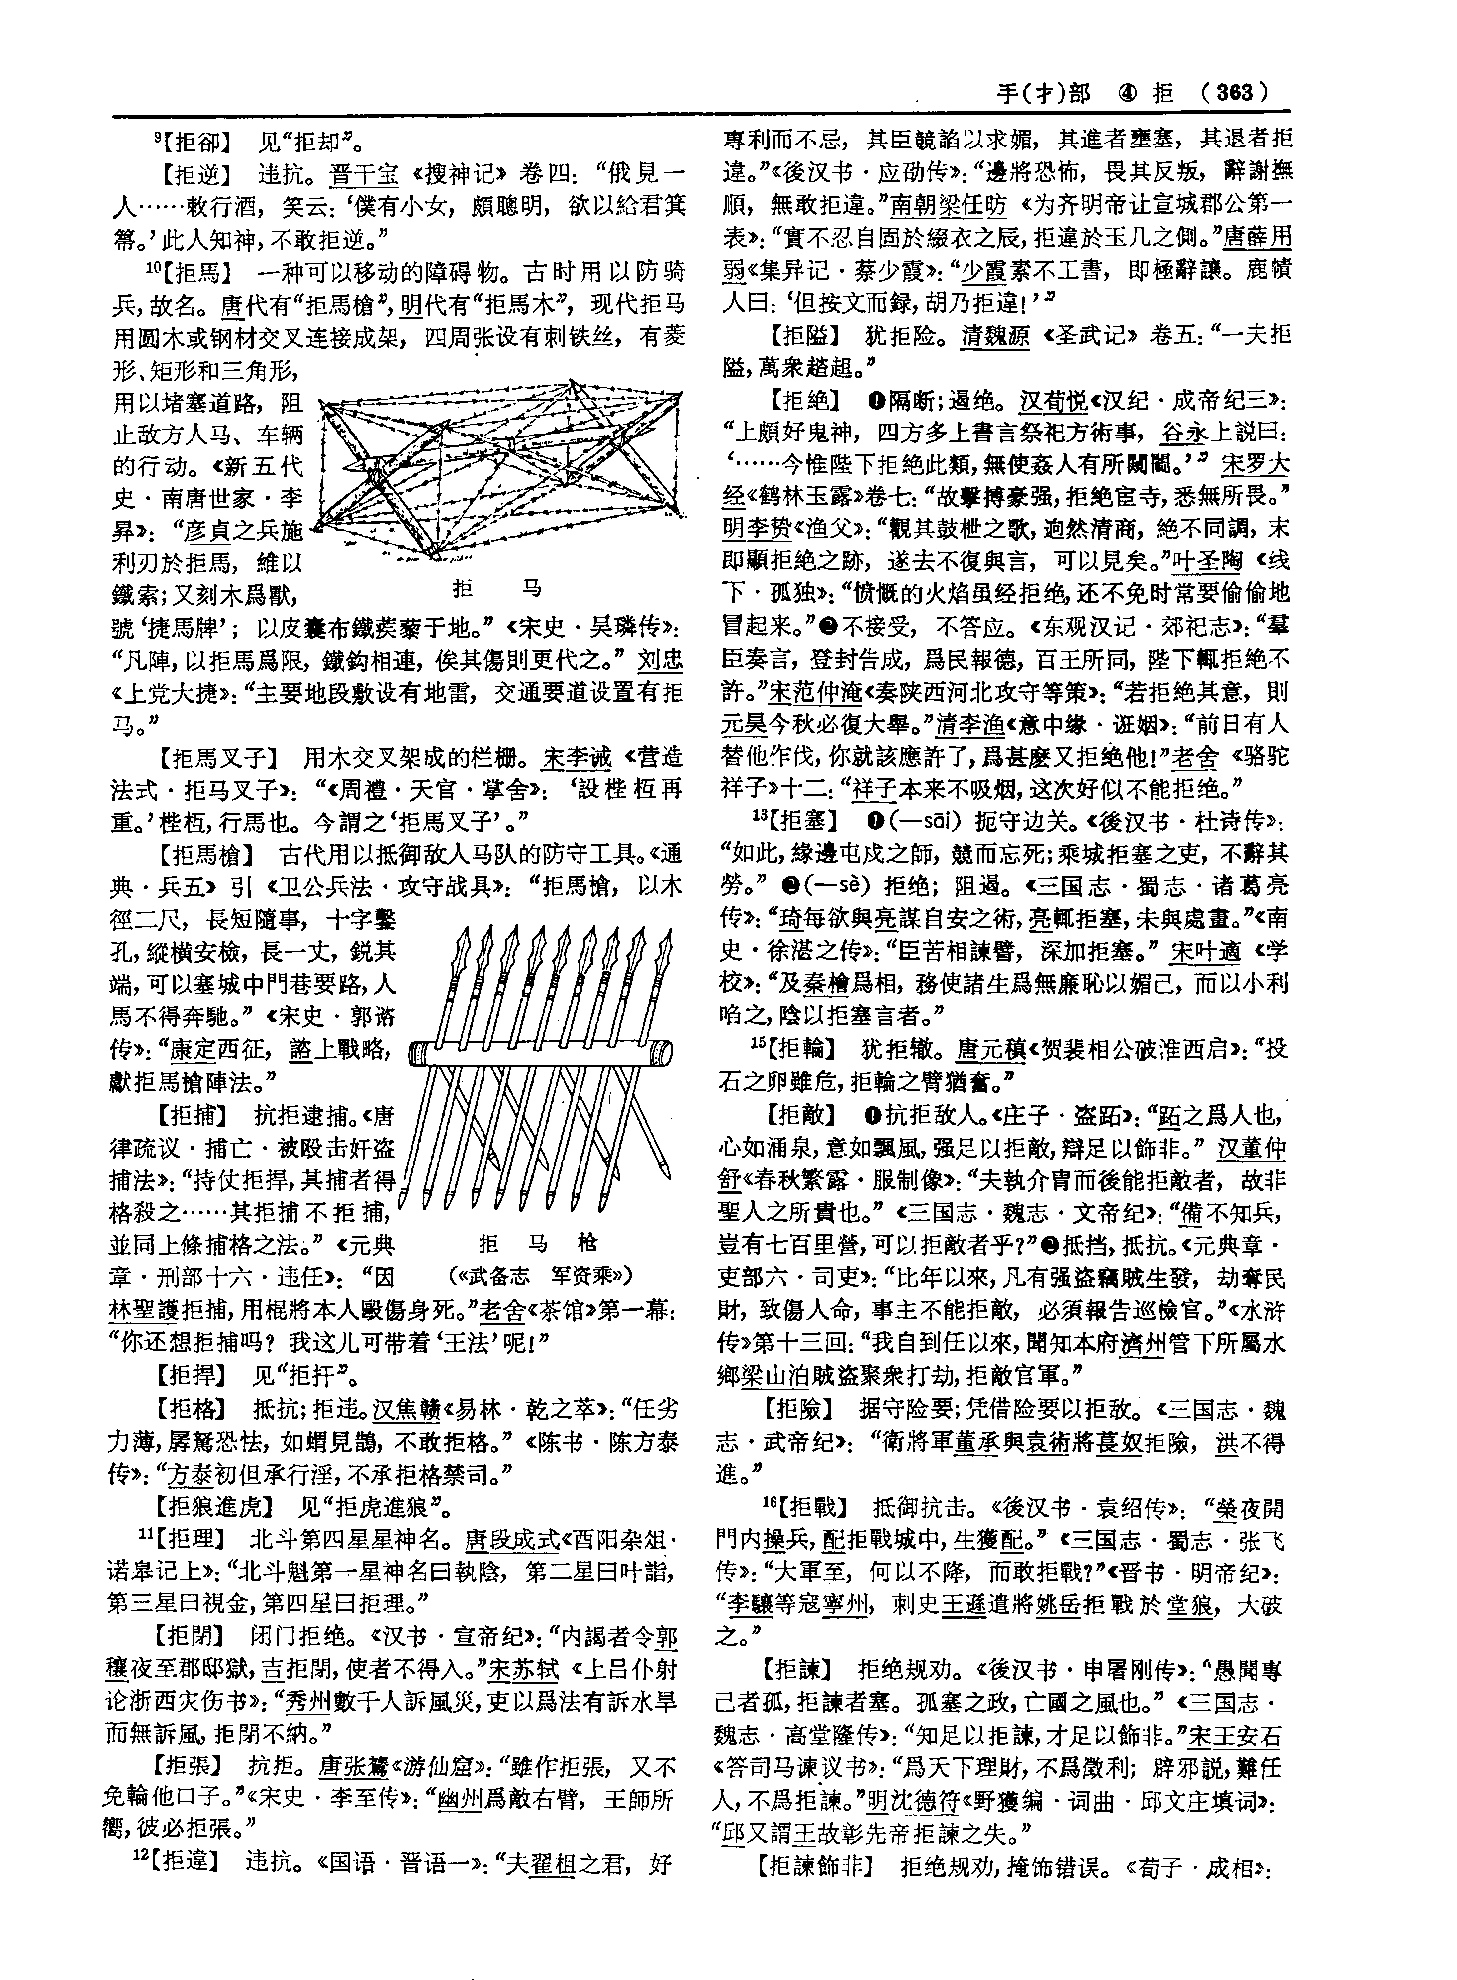 手(扌)部 ④ 拒 (363)
⁹【拒卻】 见“拒却”。
【拒逆】 违抗。晋干宝《搜神记》卷四：“俄見一
人……敕行酒，笑云：‘僕有小女，頗聰明，欲以給君箕
箒。’此人知神，不敢拒逆。”
¹⁰【拒馬】 一种可以移动的障碍物。古时用以防骑
兵，故名。唐代有“拒馬槍”，明代有“拒馬木”，现代拒马
用圆木或钢材交叉连接成架，四周张设有刺铁丝，有菱
形、矩形和三角形，
用以堵塞道路，阻
止敌方人马、车辆
的行动。《新五代
史·南唐世家·李
昇》：“彦貞之兵施
利刃於拒馬，維以
鐵索；又刻木爲獸，
拒 马
號‘捷馬牌’；以皮囊布鐵蒺藜于地。”《宋史·吴璘传》：
“凡陣，以拒馬爲限，鐵鈎相連，俟其傷則更代之。”刘忠
《上党大捷》：“主要地段敷设有地雷，交通要道设置有拒
马。”
【拒馬叉子】 用木交叉架成的栏栅。宋李诫《营造
法式·拒马叉子》：“《周禮·天官·掌舍》：‘設梐枑再
重。’梐枑，行馬也。今謂之‘拒馬叉子’。”
【拒馬槍】 古代用以抵御敌人马队的防守工具。《通
典·兵五》引《卫公兵法·攻守战具》：“拒馬槍，以木
徑二尺，長短隨事，十字鑿
孔，縱横安檢，長一丈，鋭其
端，可以塞城中門巷要路，人
馬不得奔馳。”《宋史·郭谘
传》：“康定西征，諮上戰略，
獻拒馬槍陣法。”
【拒捕】 抗拒逮捕。《唐
律疏议·捕亡·被殴击奸盗
捕法》：“持仗拒捍，其捕者得
格殺之……其拒捕不拒捕，
並同上條捕格之法。”《元典
章·刑部十六·违任》：“因
拒 马 枪
（《武备志 军资乘》）
林聖護拒捕，用棍將本人毆傷身死。”老舍《茶馆》第一幕：
“你还想拒捕吗？我这儿可带着‘王法’呢！”
【拒捍】 见“拒扞”。
【拒格】 抵抗；拒违。汉焦赣《易林·乾之萃》：“任劣
力薄，孱駑恐怯，如蝟見鵲，不敢拒格。”《陈书·陈方泰
传》：“方泰初但承行淫，不承拒格禁司。”
【拒狼進虎】 见“拒虎進狼”。
¹¹【拒理】 北斗第四星星神名。唐段成式《酉阳杂俎·
诺皋记上》：“北斗魁第一星神名曰執陰，第二星曰叶詣，
第三星曰視金，第四星曰拒理。”
【拒閉】 闭门拒绝。《汉书·宣帝纪》：“内謁者令郭
穰夜至郡邸獄，吉拒閉，使者不得入。”宋苏轼《上吕仆射
论浙西灾伤书》：“秀州數千人訴風災，吏以爲法有訴水旱
而無訴風，拒閉不納。”
【拒張】 抗拒。唐张鷟《游仙窟》：“雖作拒張，又不
免輸他口子。”《宋史·李至传》：“幽州爲敵右臂，王師所
嚮，彼必拒張。”
¹²【拒違】 违抗。《国语·晋语一》：“夫翟柤之君，好
專利而不忌，其臣競諂以求媚，其進者壅塞，其退者拒
違。”《後汉书·应劭传》：“邊將恐怖，畏其反叛，辭謝撫
順，無敢拒違。”南朝梁任昉《为齐明帝让宣城郡公第一
表》：“實不忍自固於綴衣之辰，拒違於玉几之側。”唐薛用
弱《集异记·蔡少霞》：“少霞素不工書，即極辭讓。鹿幘
人曰：‘但按文而録，胡乃拒違！’”
【拒隘】 犹拒险。清魏源《圣武记》卷五：“一夫拒
隘，萬衆趑趄。”
【拒絶】 ❶隔断；遏绝。汉荀悦《汉纪·成帝纪三》：
“上頗好鬼神，四方多上書言祭祀方術事，谷永上説曰：
‘……今惟陛下拒絶此類，無使姦人有所闚閽。’”宋罗大
经《鹤林玉露》卷七：“故擊搏豪强，拒絶宦寺，悉無所畏。”
明李贽《渔父》：“觀其鼓枻之歌，逈然清商，絶不同調，末
即顯拒絶之跡，遂去不復與言，可以見矣。”叶圣陶《线
下·孤独》：“愤慨的火焰虽经拒绝，还不免时常要偷偷地
冒起来。”❷不接受，不答应。《东观汉记·郊祀志》：“羣
臣奏言，登封告成，爲民報德，百王所同，陛下輒拒絶不
許。”宋范仲淹《奏陕西河北攻守等策》：“若拒絶其意，則
元昊今秋必復大舉。”清李渔《意中缘·诳姻》：“前日有人
替他作伐，你就該應許了，爲甚麽又拒絶他！”老舍《骆驼
祥子》十二：“祥子本来不吸烟，这次好似不能拒绝。”
¹³【拒塞】 ❶(—sāi) 扼守边关。《後汉书·杜诗传》：
“如此，緣邊屯戍之師，競而忘死；乘城拒塞之吏，不辭其
勞。”❷(—sè) 拒绝；阻遏。《三国志·蜀志·诸葛亮
传》：“琦每欲與亮謀自安之術，亮輒拒塞，未與處畫。”《南
史·徐湛之传》：“臣苦相諫譬，深加拒塞。”宋叶適《学
校》：“及秦檜爲相，務使諸生爲無廉恥以媚己，而以小利
啗之，陰以拒塞言者。”
¹⁵【拒輪】 犹拒辙。唐元稹《贺裴相公破淮西启》：“投
石之卵雖危，拒輪之臂猶奮。”
【拒敵】 ❶抗拒敌人。《庄子·盗跖》：“跖之爲人也，
心如涌泉，意如飄風，强足以拒敵，辯足以飾非。”汉董仲
舒《春秋繁露·服制像》：“夫執介冑而後能拒敵者，故非
聖人之所貴也。”《三国志·魏志·文帝纪》：“備不知兵，
豈有七百里營，可以拒敵者乎？”❷抵挡，抵抗。《元典章·
吏部六·司吏》：“比年以來，凡有强盜竊賊生發，劫奪民
財，致傷人命，事主不能拒敵，必須報告巡檢官。”《水浒
传》第十三回：“我自到任以來，聞知本府濟州管下所屬水
鄉梁山泊賊盜聚衆打劫，拒敵官軍。”
【拒險】 据守险要；凭借险要以拒敌。《三国志·魏
志·武帝纪》：“衛將軍董承與袁術將萇奴拒險，洪不得
進。”
¹⁶【拒戰】 抵御抗击。《後汉书·袁绍传》：“榮夜開
門内操兵，配拒戰城中，生獲配。”《三国志·蜀志·张飞
传》：“大軍至，何以不降，而敢拒戰？”《晋书·明帝纪》：
“李驤等寇寧州，刺史王遜遣將姚岳拒戰於堂狼，大破
之。”
【拒諫】 拒绝规劝。《後汉书·申屠刚传》：“愚聞專
己者孤，拒諫者塞。孤塞之政，亡國之風也。”《三国志·
魏志·高堂隆传》：“知足以拒諫，才足以飾非。”宋王安石
《答司马谏议书》：“爲天下理財，不爲徵利；辟邪説，難任
人，不爲拒諫。”明沈德符《野獲编·词曲·邱文庄填词》：
“邱又謂王故彰先帝拒諫之失。”
【拒諫飾非】 拒绝规劝，掩饰错误。《荀子·成相》：